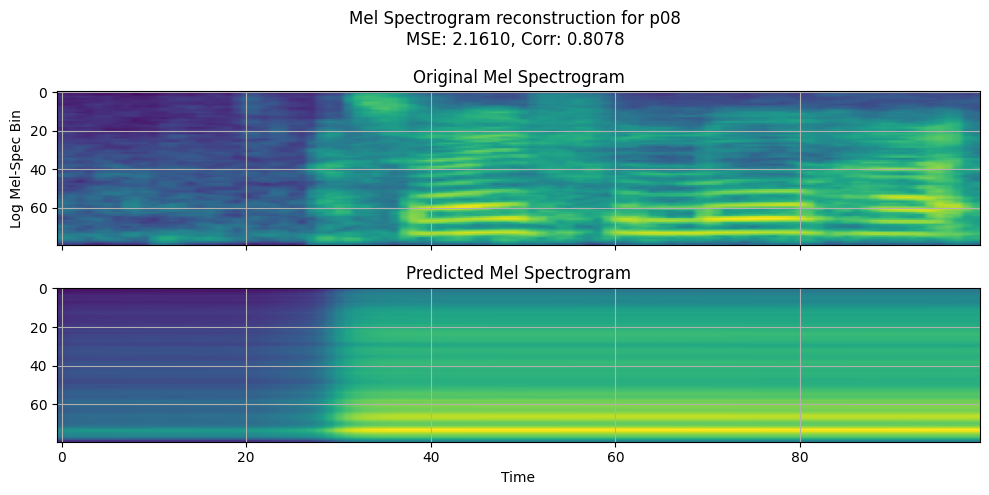 Mel Spectrogram reconstruction for p08
MSE: 2.1610, Corr: 0.8078
Original Mel Spectrogram
0
20
40
60
Log Mel-Spec Bin
Predicted Mel Spectrogram
0
20
40
60
0 20 40 60 80
Time